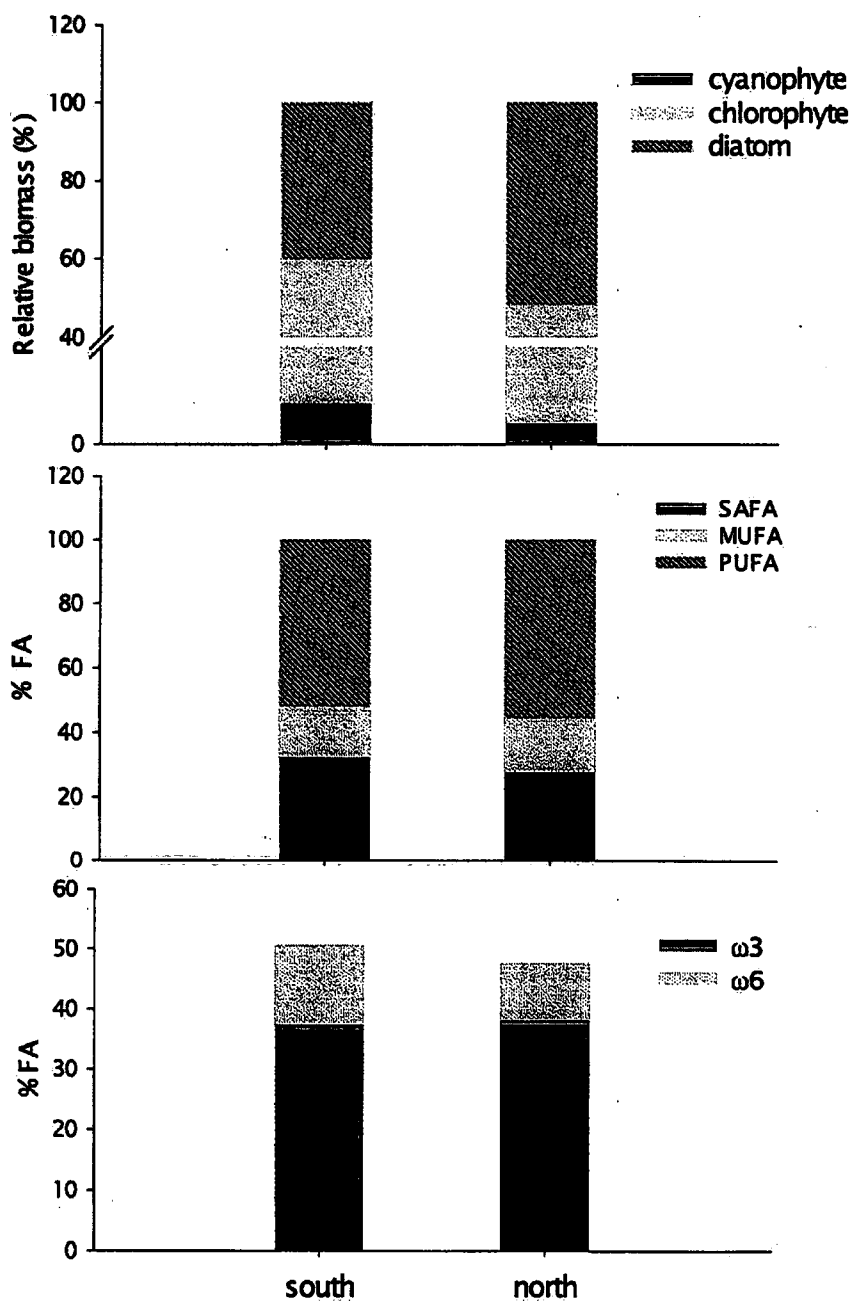 120
100
80
60
40
0
Relative biomass (%)
cyanophyte
chlorophyte
diatom
120
100
80
60
40
20
0
% FA
SAFA
MUFA
PUFA
60
50
40
30
20
10
0
% FA
ω3
ω6
south
north